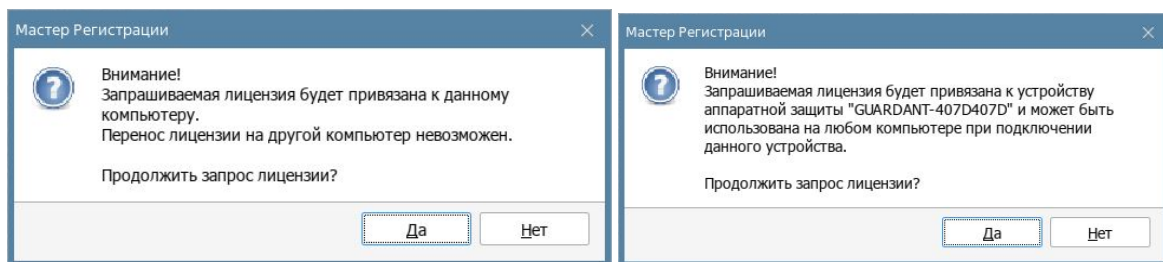 Мастер Регистрации
Внимание!
Запрашиваемая лицензия будет привязана к данному
компьютеру.
Перенос лицензии на другой компьютер невозможен.
Продолжить запрос лицензии?
Да
Нет
Мастер Регистрации
Внимание!
Запрашиваемая лицензия будет привязана к устройству
аппаратной защиты "GUARDANT-407D407D" и может быть
использована на любом компьютере при подключении
данного устройства.
Продолжить запрос лицензии?
Да
Нет